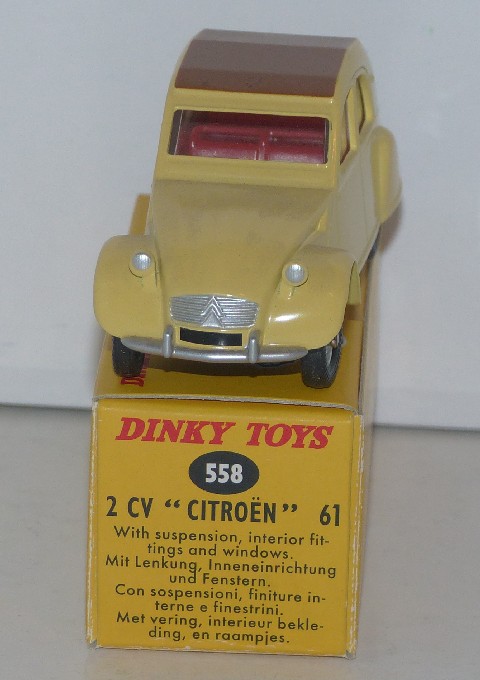 DINKY TOYS
558
2 CV “ CITROËN ” 61
With suspension, interior fit-
tings and windows.
Mit Lenkung, Inneneinrichtung
und Fenstern.
Con sospensioni, finiture in-
terne e finestrini.
Met vering, interieur bekle-
ding, en raampjes.